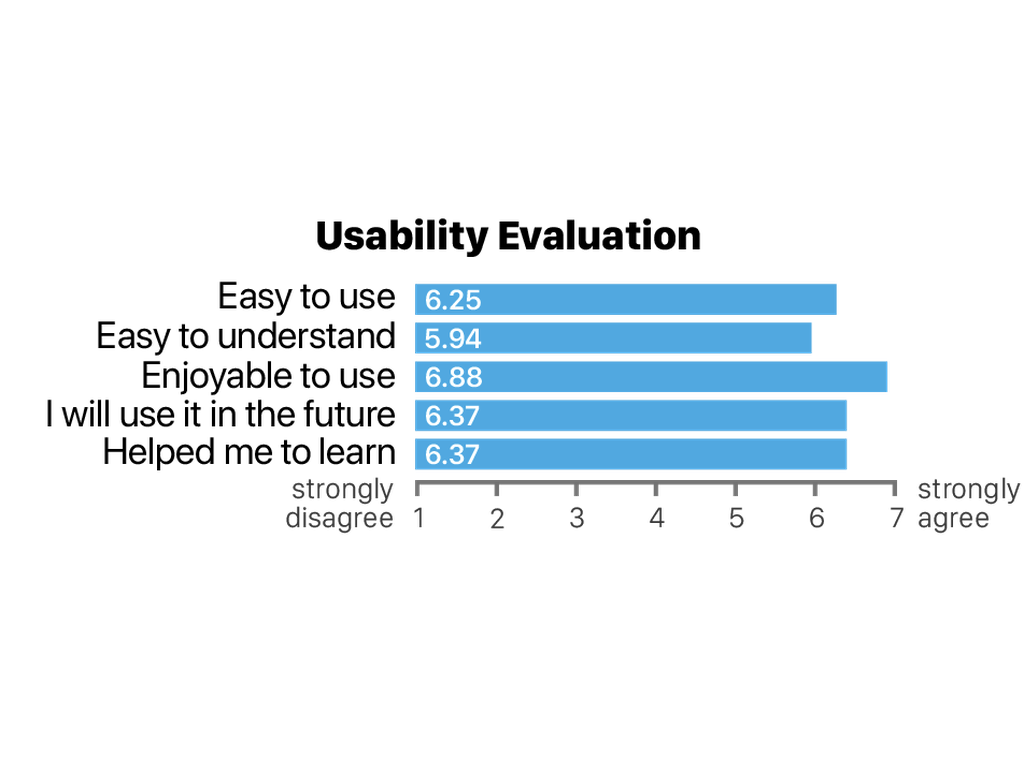 Usability Evaluation
Easy to use 6.25
Easy to understand 5.94
Enjoyable to use 6.88
I will use it in the future 6.37
Helped me to learn 6.37
strongly disagree 1 2 3 4 5 6 7 strongly agree